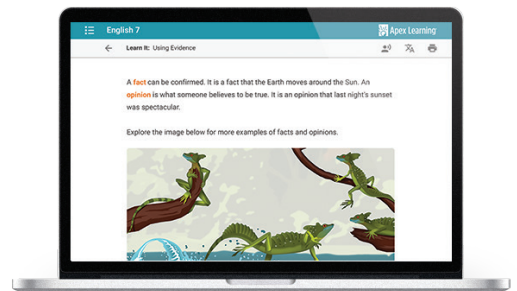 English 7
Apex Learning
Learn It: Using Evidence
A fact can be confirmed. It is a fact that the Earth moves around the Sun. An
opinion is what someone believes to be true. It is an opinion that last night's sunset
was spectacular.
Explore the image below for more examples of facts and opinions.